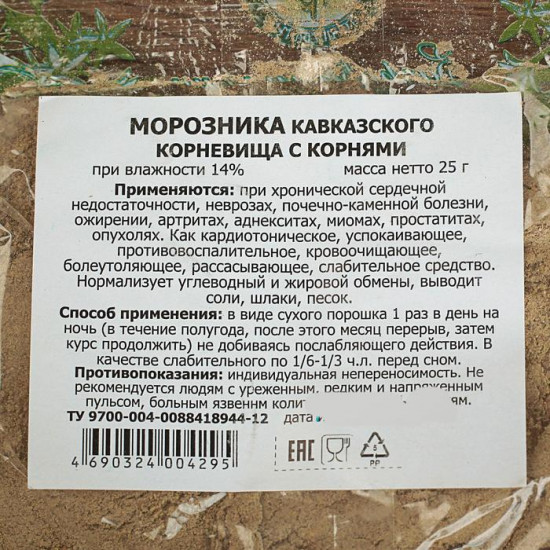 МОРОЗНИКА КАВКАЗСКОГО
КОРНЕВИЩА С КОРНЯМИ
при влажности 14% масса нетто 25 г
Применяются: при хронической сердечной
недостаточности, неврозах, почечно-каменной болезни,
ожирении, артритах, аднекситах, миомах, простатитах,
опухолях. Как кардиотоническое, успокаивающее,
противовоспалительное, кровоочищающее,
болеутоляющее, рассасывающее, слабительное средство.
Нормализует углеводный и жировой обмены, выводит
соли, шлаки, песок.
Способ применения: в виде сухого порошка 1 раз в день на
ночь (в течение полугода, после этого месяц перерыв, затем
курс продолжить) не добиваясь послабляющего действия. В
качестве слабительного по 1/6-1/3 ч.л. перед сном.
Противопоказания: индивидуальная непереносимость. Не
рекомендуется людям с уреженным, редким и напряженным
пульсом, больным язвеннм
ТУ 9700-004-0088418944-12 дата
4 690324 004295
EAC
5
PP